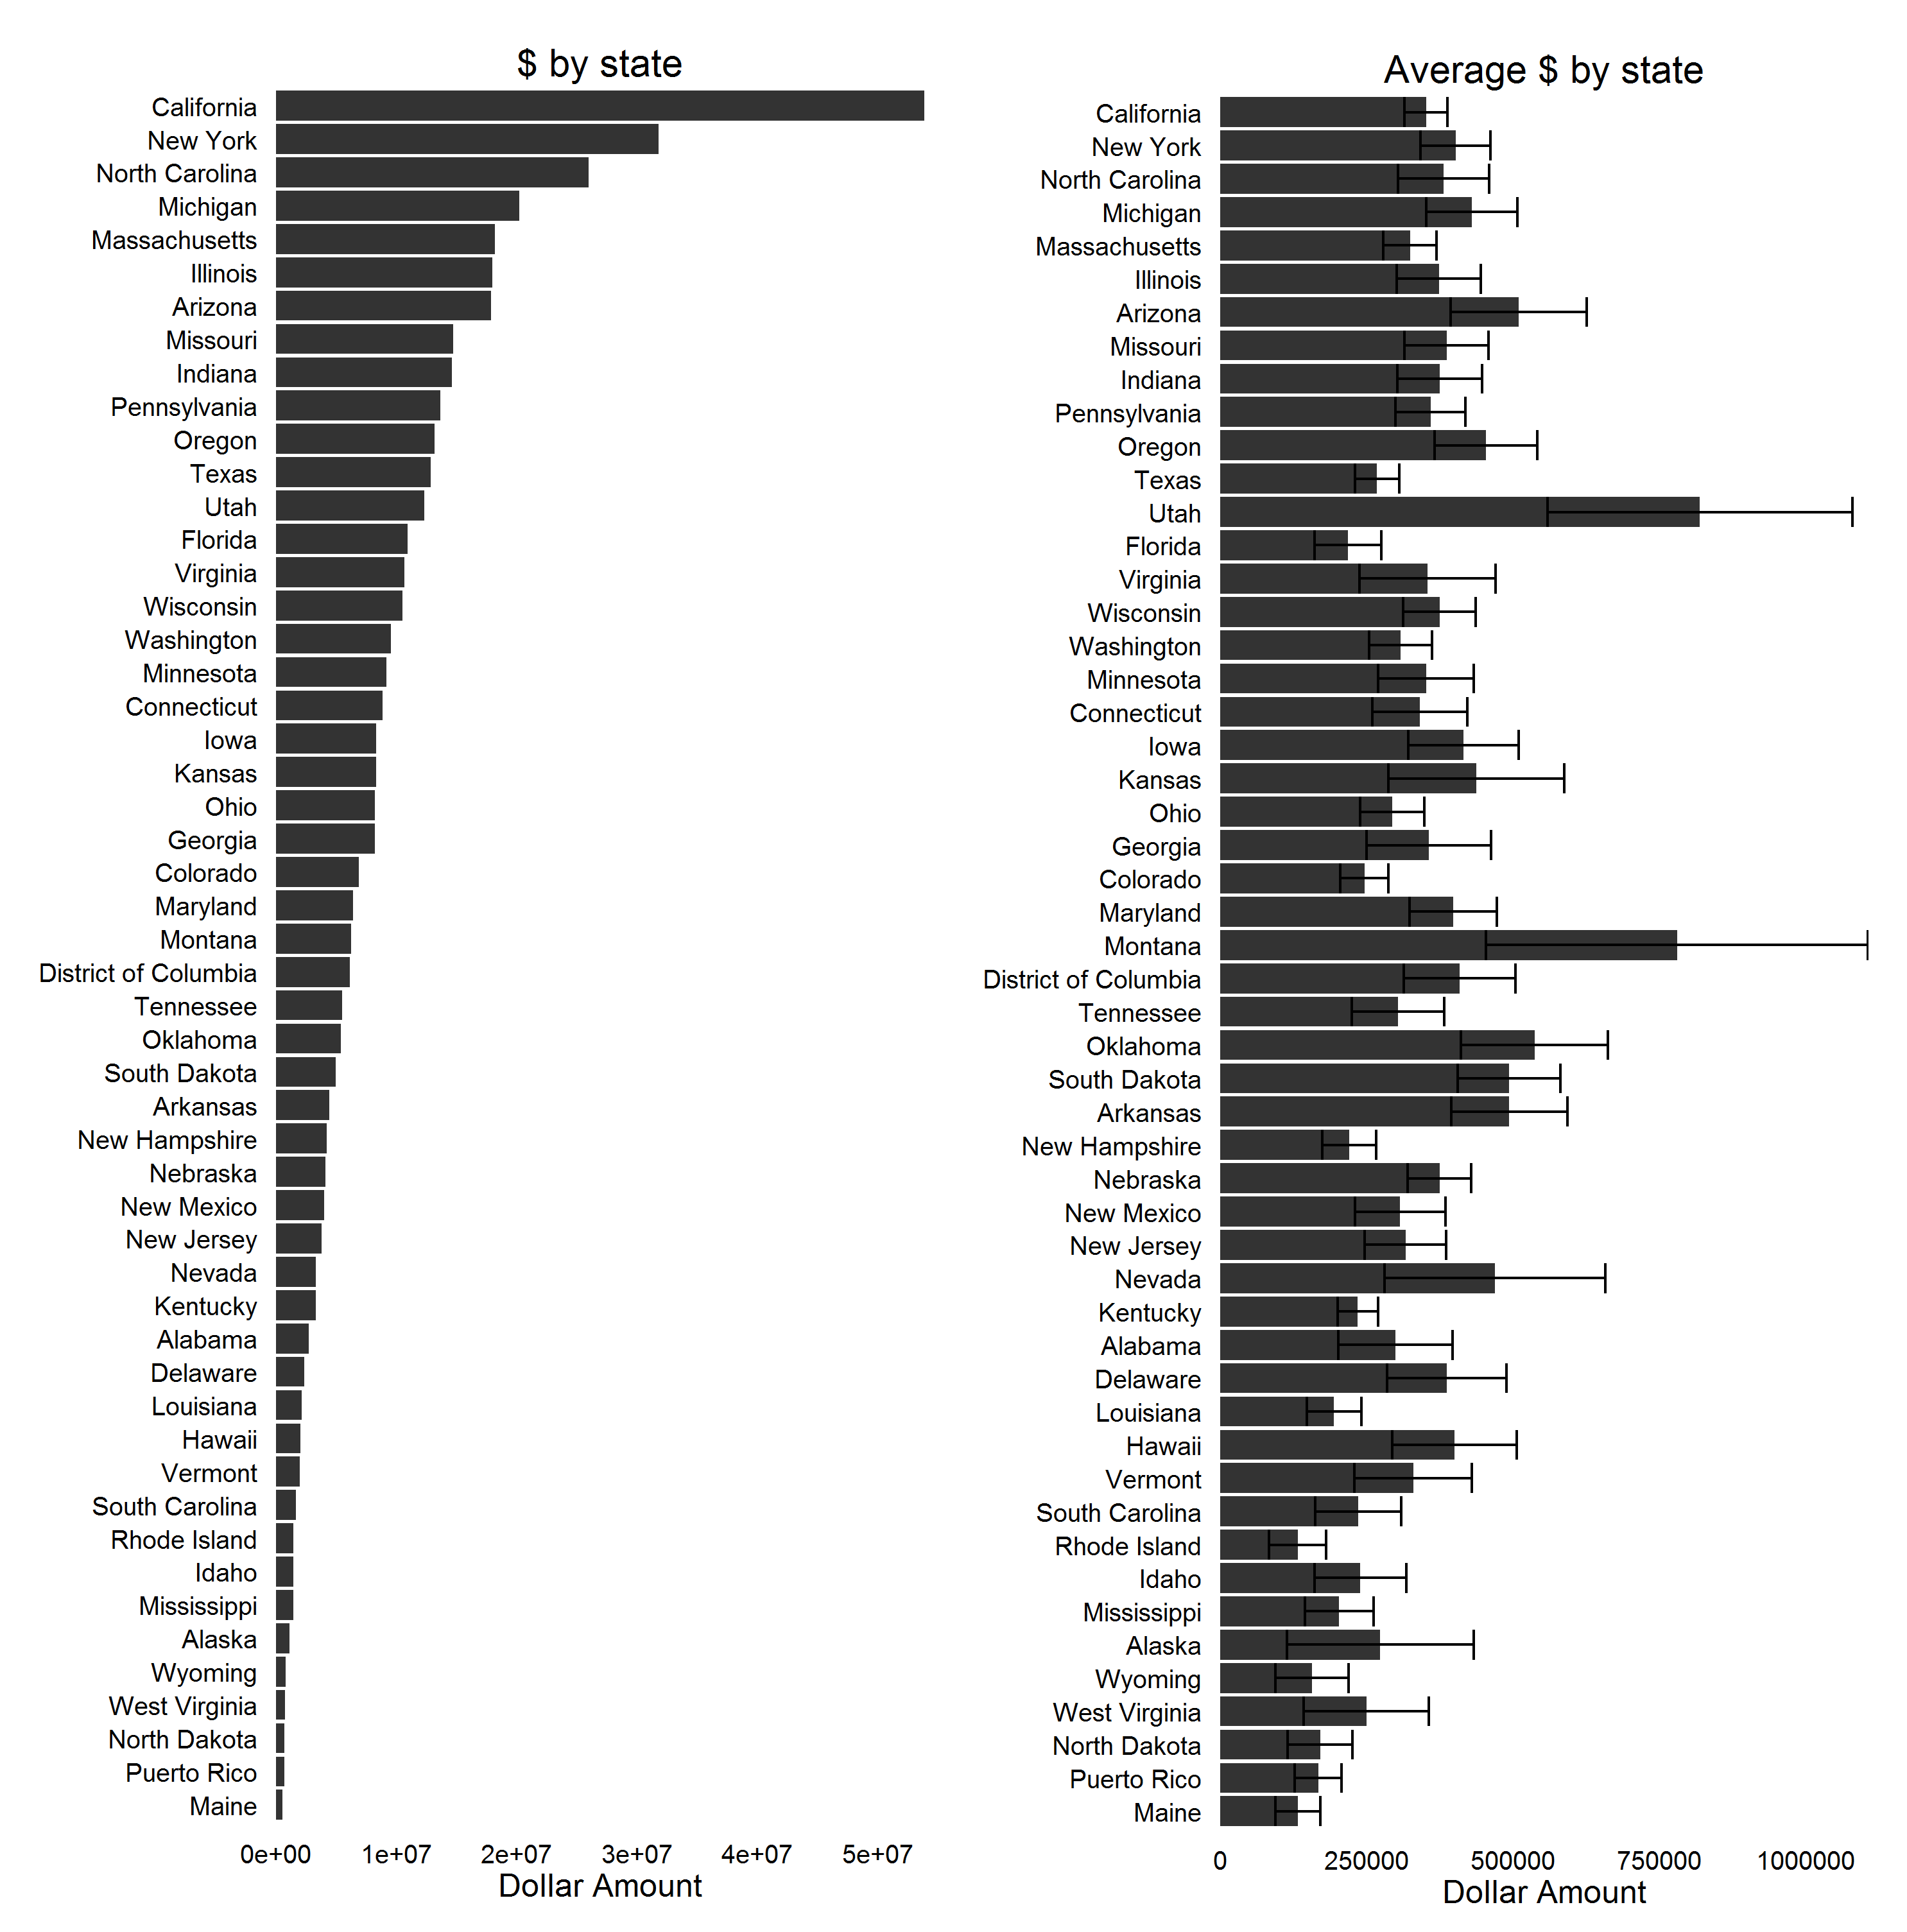 $ by state
California
New York
North Carolina
Michigan
Massachusetts
Illinois
Arizona
Missouri
Indiana
Pennsylvania
Oregon
Texas
Utah
Florida
Virginia
Wisconsin
Washington
Minnesota
Connecticut
Iowa
Kansas
Ohio
Georgia
Colorado
Maryland
Montana
District of Columbia
Tennessee
Oklahoma
South Dakota
Arkansas
New Hampshire
Nebraska
New Mexico
New Jersey
Nevada
Kentucky
Alabama
Delaware
Louisiana
Hawaii
Vermont
South Carolina
Rhode Island
Idaho
Mississippi
Alaska
Wyoming
West Virginia
North Dakota
Puerto Rico
Maine
0e+00 1e+07 2e+07 3e+07 4e+07 5e+07
Dollar Amount
Average $ by state
California
New York
North Carolina
Michigan
Massachusetts
Illinois
Arizona
Missouri
Indiana
Pennsylvania
Oregon
Texas
Utah
Florida
Virginia
Wisconsin
Washington
Minnesota
Connecticut
Iowa
Kansas
Ohio
Georgia
Colorado
Maryland
Montana
District of Columbia
Tennessee
Oklahoma
South Dakota
Arkansas
New Hampshire
Nebraska
New Mexico
New Jersey
Nevada
Kentucky
Alabama
Delaware
Louisiana
Hawaii
Vermont
South Carolina
Rhode Island
Idaho
Mississippi
Alaska
Wyoming
West Virginia
North Dakota
Puerto Rico
Maine
0 250000 500000 750000 1000000
Dollar Amount